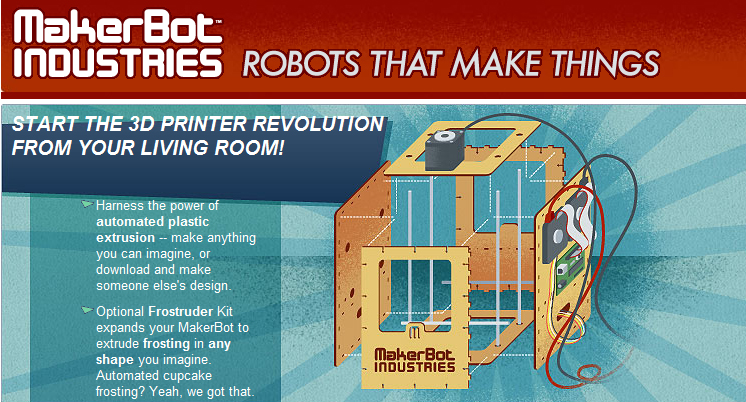 MakerBot™
INDUSTRIES
ROBOTS THAT MAKE THINGS
START THE 3D PRINTER REVOLUTION
FROM YOUR LIVING ROOM!
Harness the power of
automated plastic
extrusion -- make anything
you can imagine, or
download and make
someone else's design.
Optional Frostruder Kit
expands your MakerBot to
extrude frosting in any
shape you imagine.
Automated cupcake
frosting? Yeah, we got that.
MakerBot
INDUSTRIES